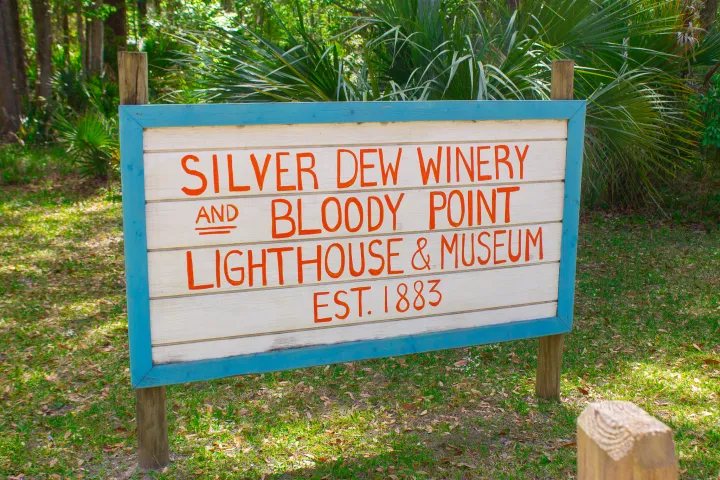 SILVER DEW WINERY
AND BLOODY POINT
LIGHTHOUSE & MUSEUM
EST. 1883